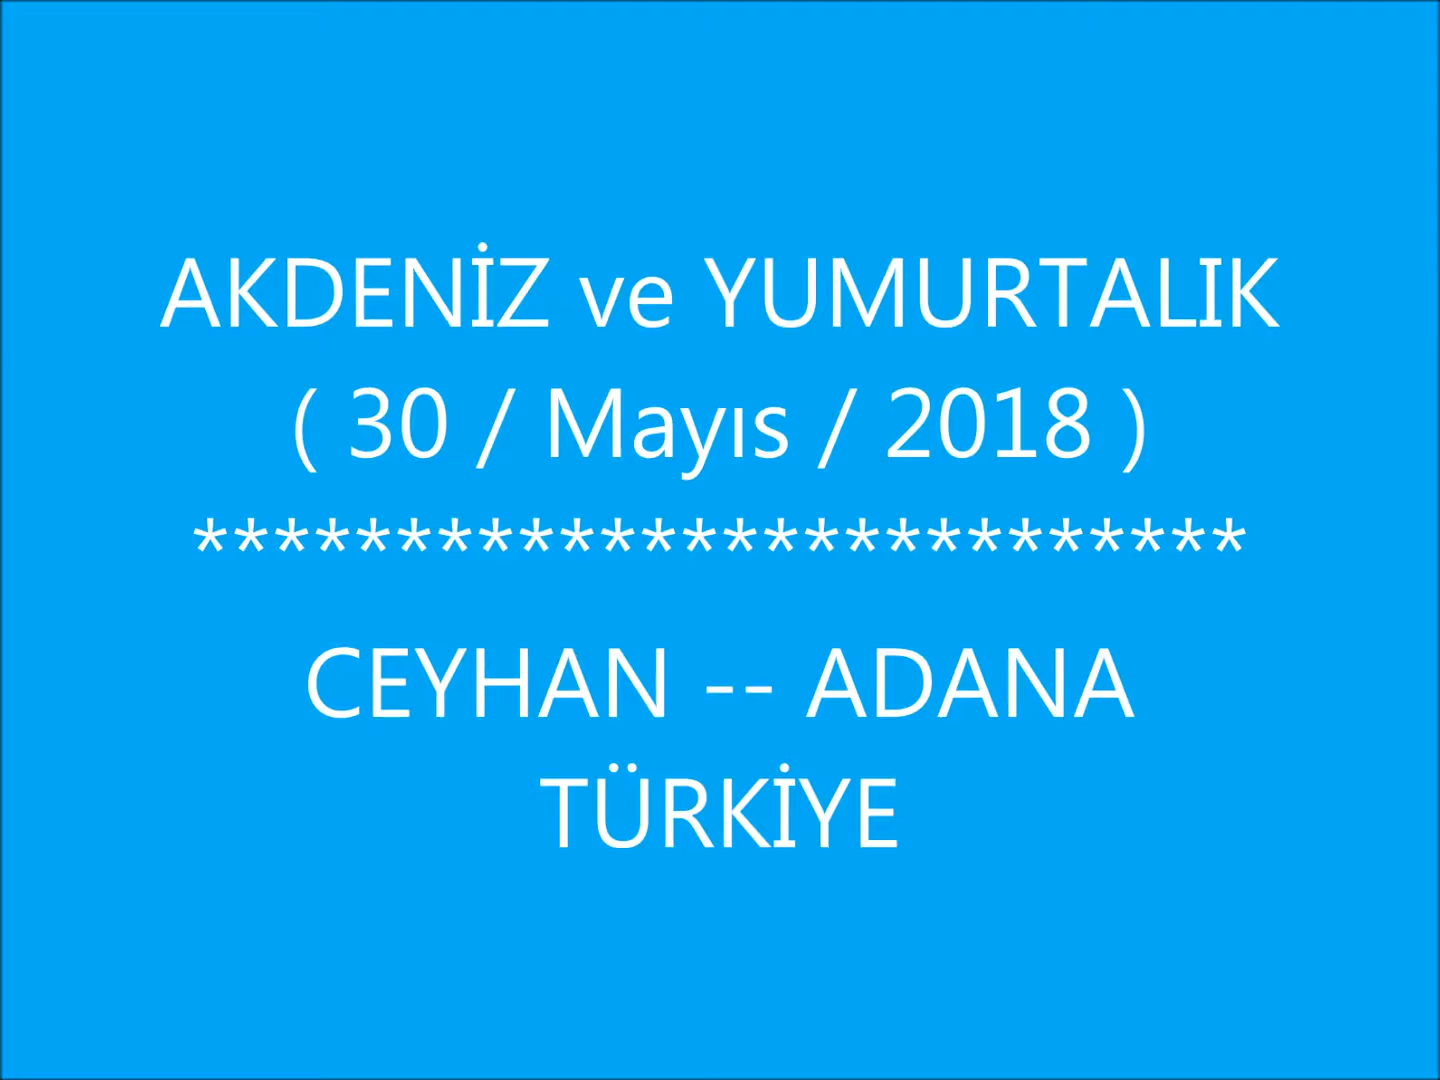 AKDENİZ ve YUMURTALIK
( 30 / Mayıs / 2018 )
**************************
CEYHAN -- ADANA
TÜRKİYE